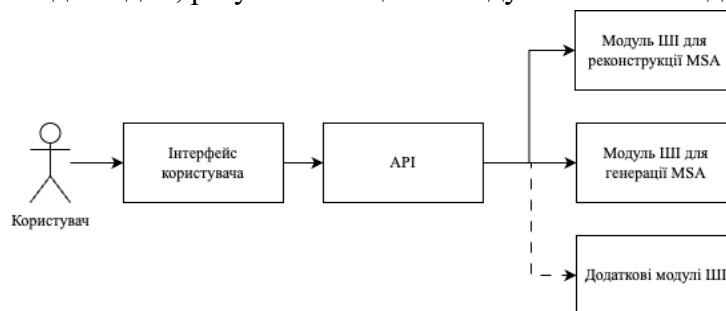 Модуль ШІ для
реконструкції MSA
Інтерфейс
користувача
API
Модуль ШІ для
генерації MSA
Користувач
Додаткові модулі ШІ